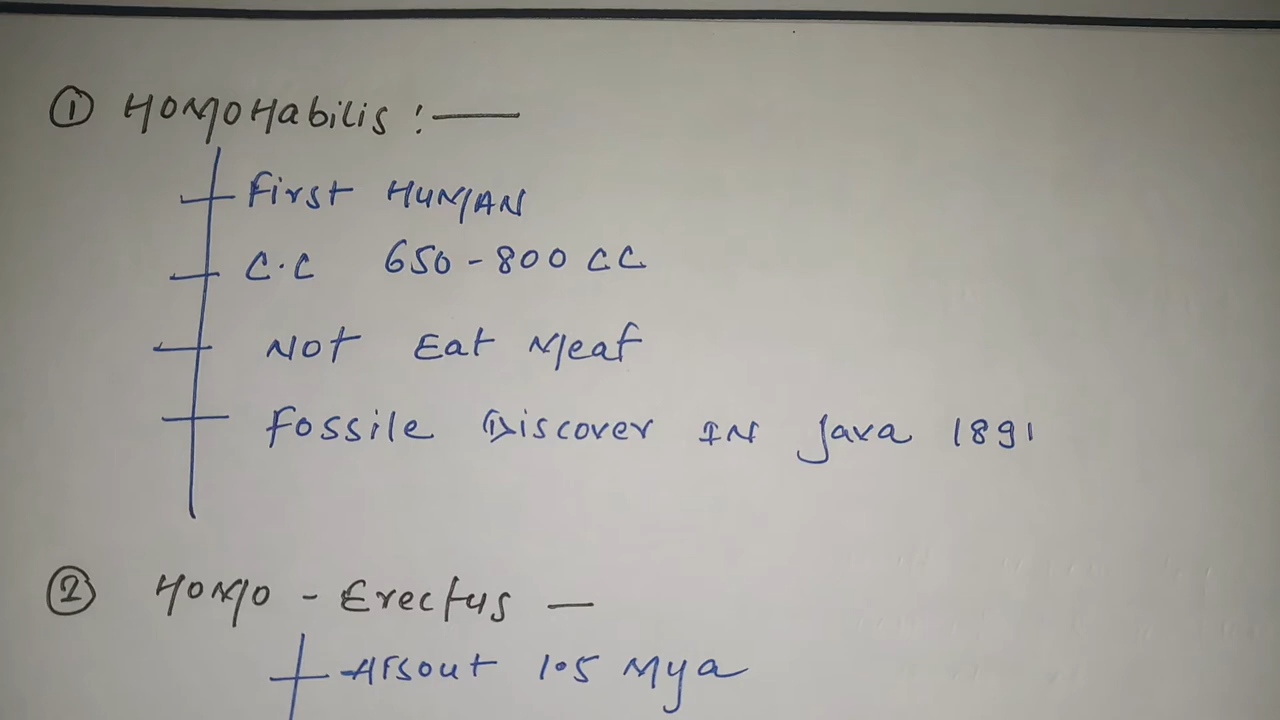 ① HomoHabilis :—
First HUMAN
C.C 650-800 CC
Not Eat Meat
Fossile Discover IN Java 1891
② Homo - Erectus —
About 1.5 Mya